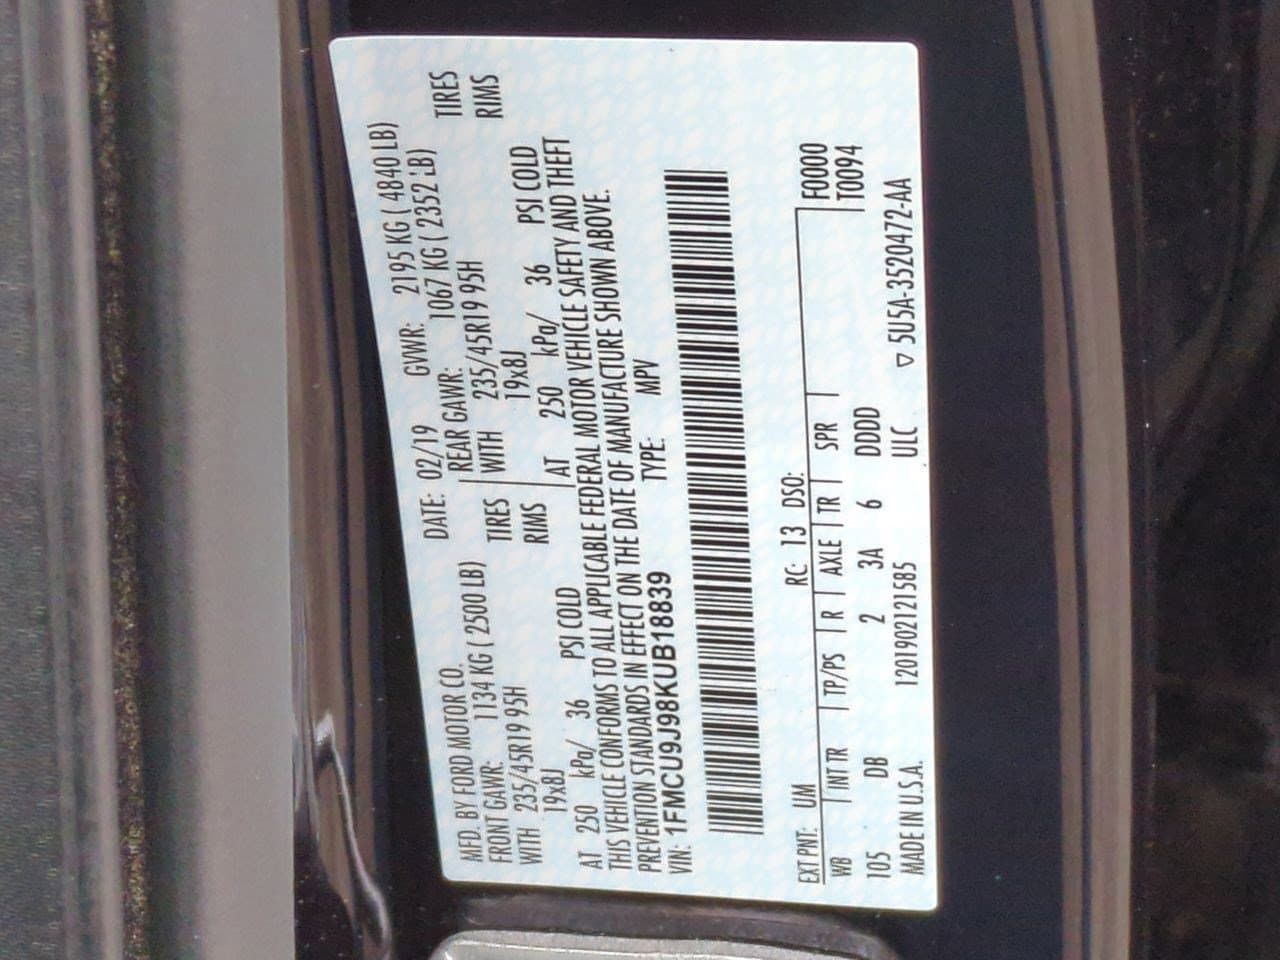 MFD. BY FORD MOTOR CO.
DATE: 02/19 GVWR: 2195 KG ( 4840 LB)
FRONT GAWR: 1134 KG ( 2500 LB)
REAR GAWR: 1067 KG ( 2352 LB)
WITH 235/45R19 95H TIRES
WITH 235/45R19 95H TIRES
19x8J RIMS
19x8J RIMS
AT 250 kPa/ 36 PSI COLD
AT 250 kPa/ 36 PSI COLD
THIS VEHICLE CONFORMS TO ALL APPLICABLE FEDERAL MOTOR VEHICLE SAFETY AND THEFT
PREVENTION STANDARDS IN EFFECT ON THE DATE OF MANUFACTURE SHOWN ABOVE.
VIN: 1FMCU9J98KUB18839 TYPE: MPV
EXT PNT: UM RC: 13 DSO: F0000
WB INT TR TP/PS R AXLE TR SPR T0094
105 DB 2 3A 6 DDDD
MADE IN U.S.A. 1201902121585 ULC ▽ 5U5A-3520472-AA